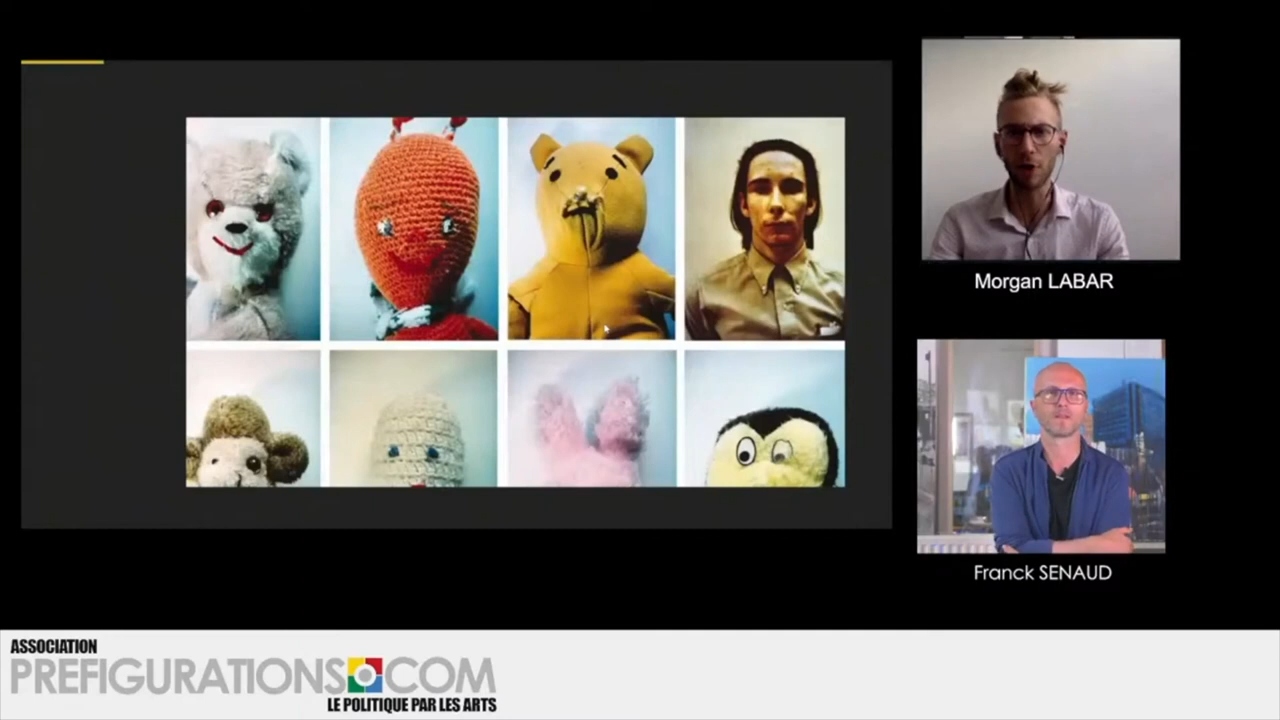 Morgan LABAR
Franck SENAUD
ASSOCIATION
PREFIGURATIONS.COM
LE POLITIQUE PAR LES ARTS